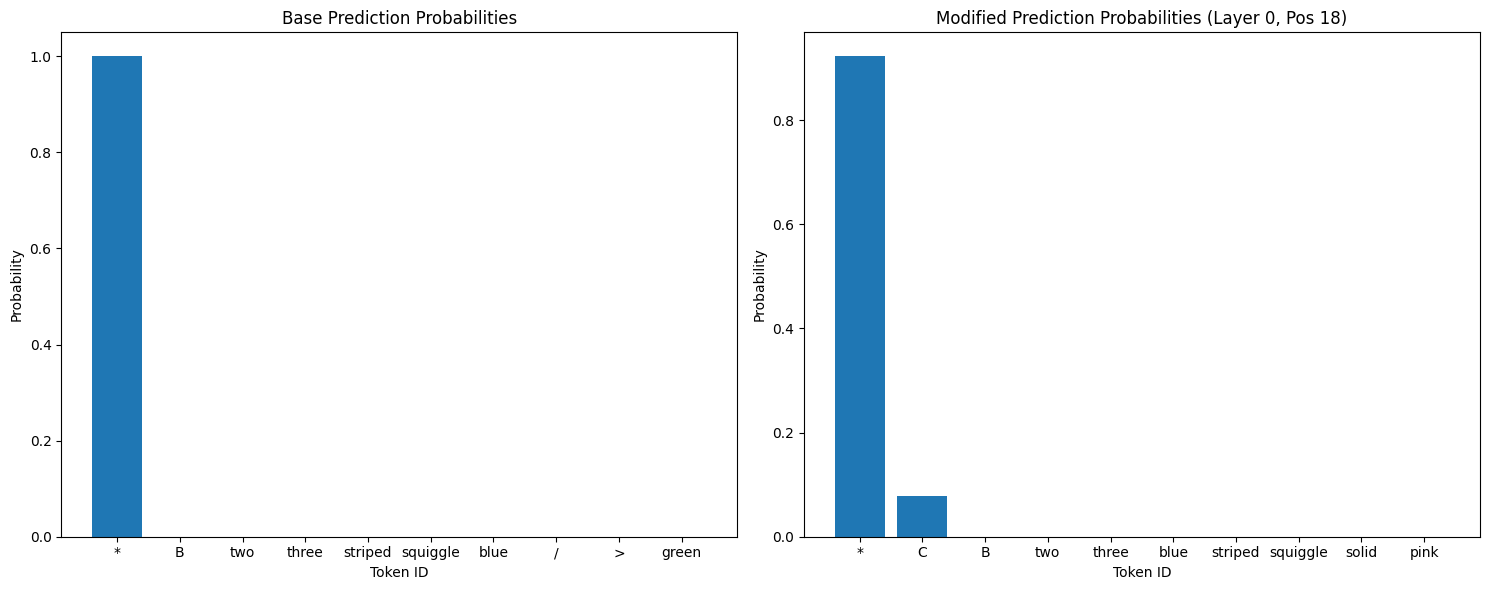 Base Prediction Probabilities
Probability
1.0
0.8
0.6
0.4
0.2
0.0
* B two three striped squiggle blue / > green
Token ID
Modified Prediction Probabilities (Layer 0, Pos 18)
Probability
0.8
0.6
0.4
0.2
0.0
* C B two three blue striped squiggle solid pink
Token ID